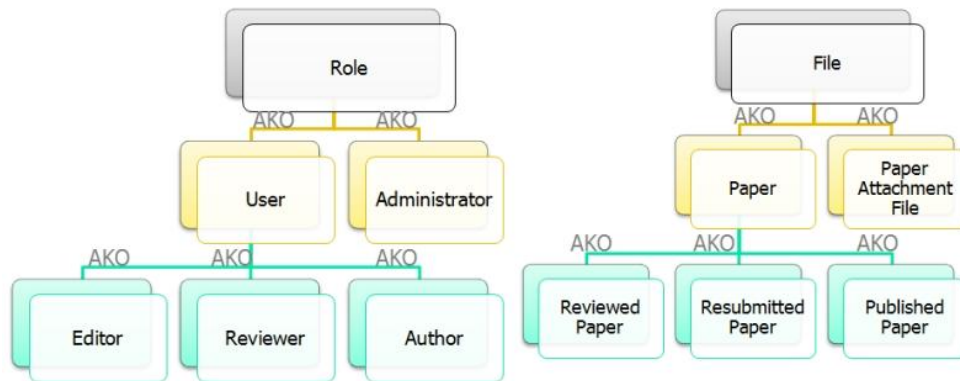 Role
AKO
AKO
User
Administrator
AKO
AKO
AKO
Editor
Reviewer
Author
File
AKO
AKO
Paper
Paper
Attachment
File
AKO
AKO
AKO
Reviewed
Paper
Resubmitted
Paper
Published
Paper